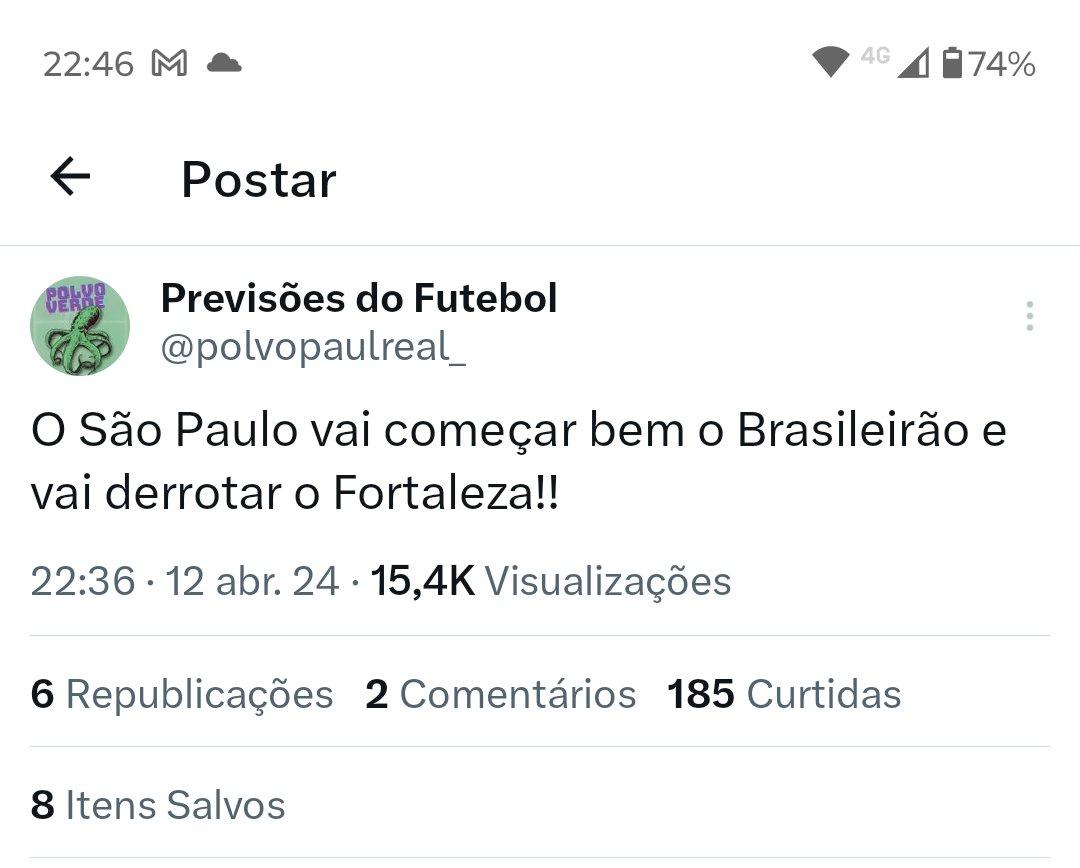 22:46 4G 74%
Postar
POLVO
VERDE
Previsões do Futebol
@polvopaulreal_
O São Paulo vai começar bem o Brasileirão e
vai derrotar o Fortaleza!!
22:36 · 12 abr. 24 · 15,4K Visualizações
6 Republicações 2 Comentários 185 Curtidas
8 Itens Salvos